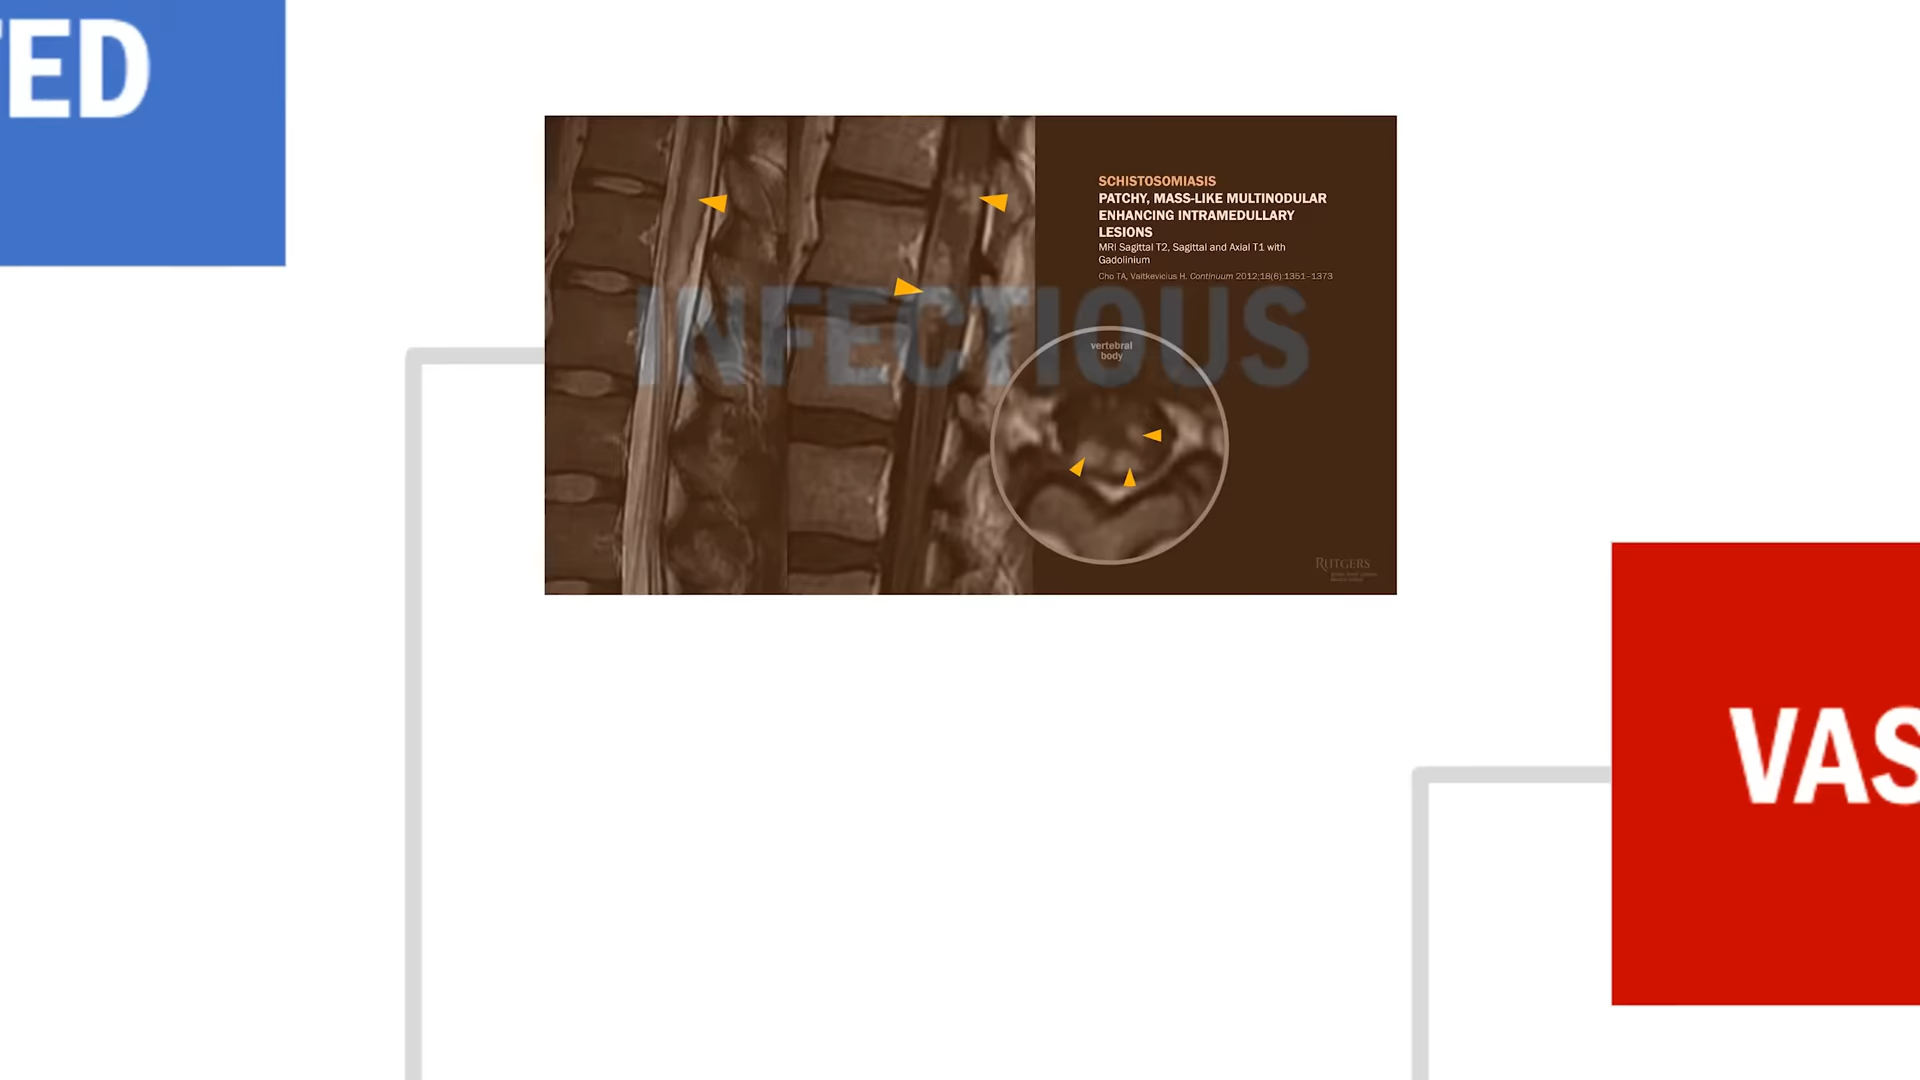 TED
SCHISTOSOMIASIS
PATCHY, MASS-LIKE MULTINODULAR
ENHANCING INTRAMEDULLARY
LESIONS
MRI Sagittal T2, Sagittal and Axial T1 with
Gadolinium
Cho TA, Vaitkevicius H. Continuum 2012;18(6):1351–1373
INFECTIOUS
vertebral
body
RUTGERS
VAS